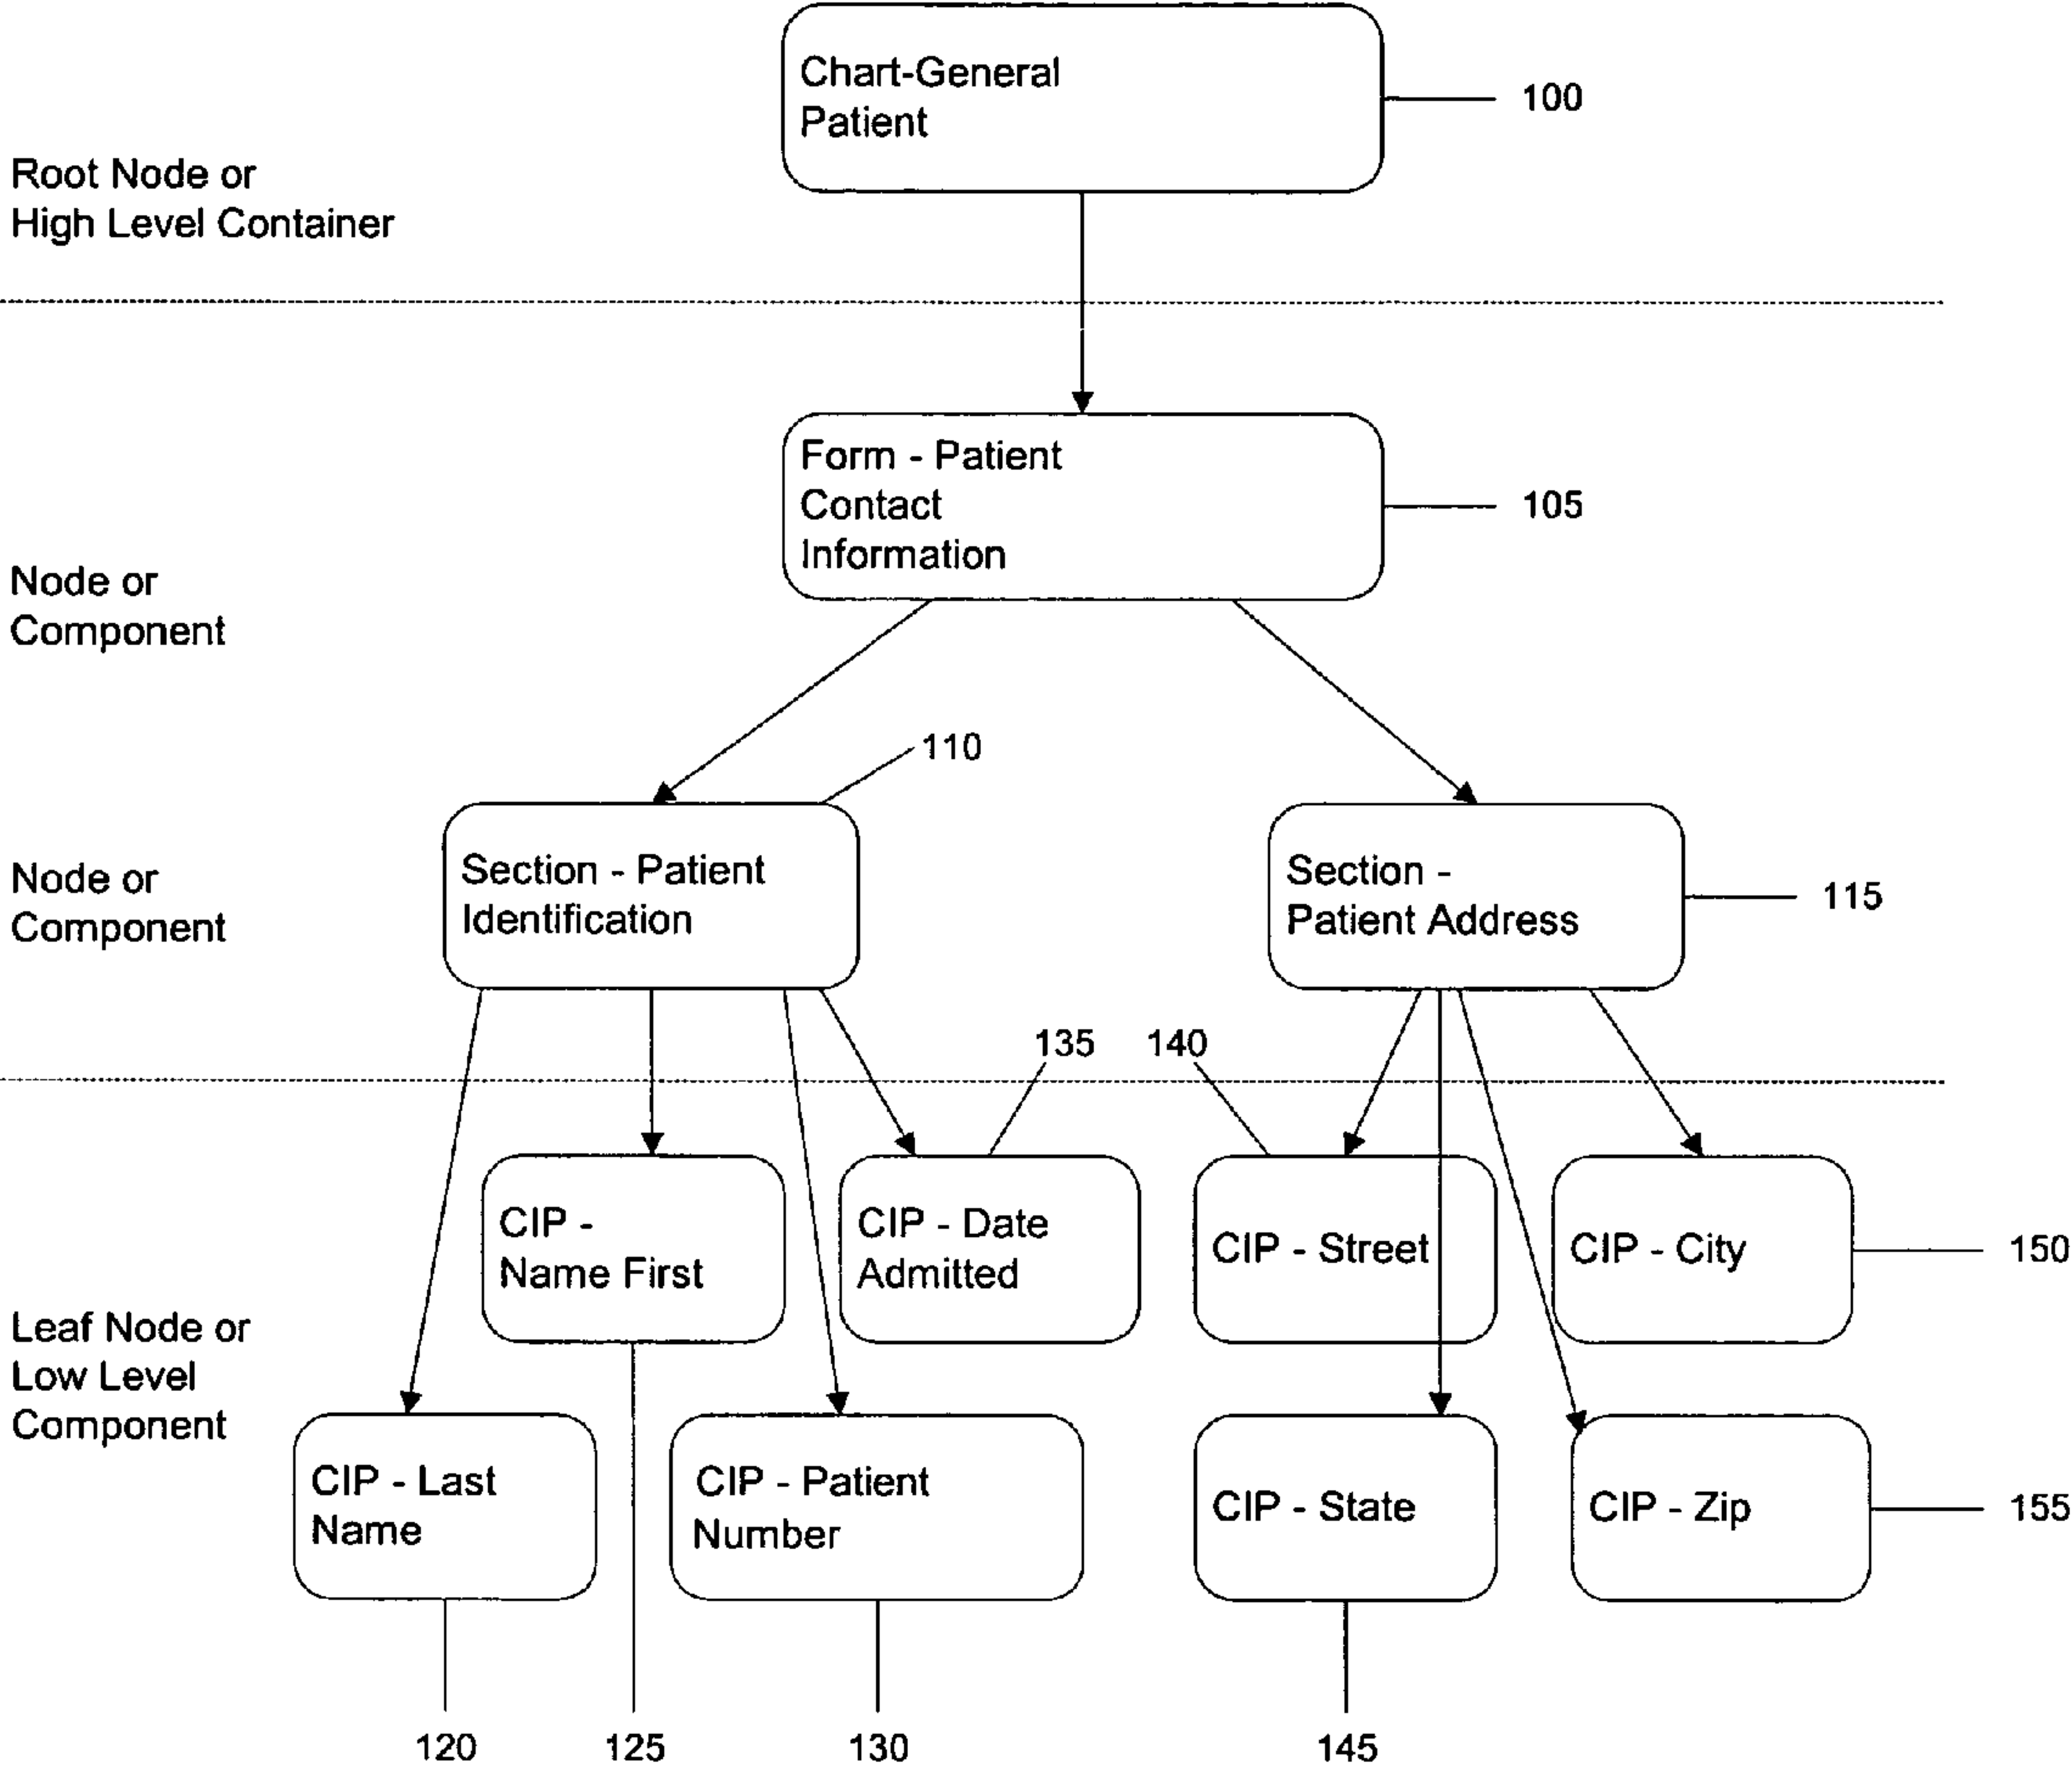 Chart-General
Patient
100
Root Node or
High Level Container
Form - Patient
Contact
Information
105
Node or
Component
110
Section - Patient
Identification
Section -
Patient Address
115
Node or
Component
135
140
CIP -
Name First
CIP - Date
Admitted
CIP - Street
CIP - City
150
Leaf Node or
Low Level
Component
CIP - Last
Name
CIP - Patient
Number
CIP - State
CIP - Zip
155
120
125
130
145